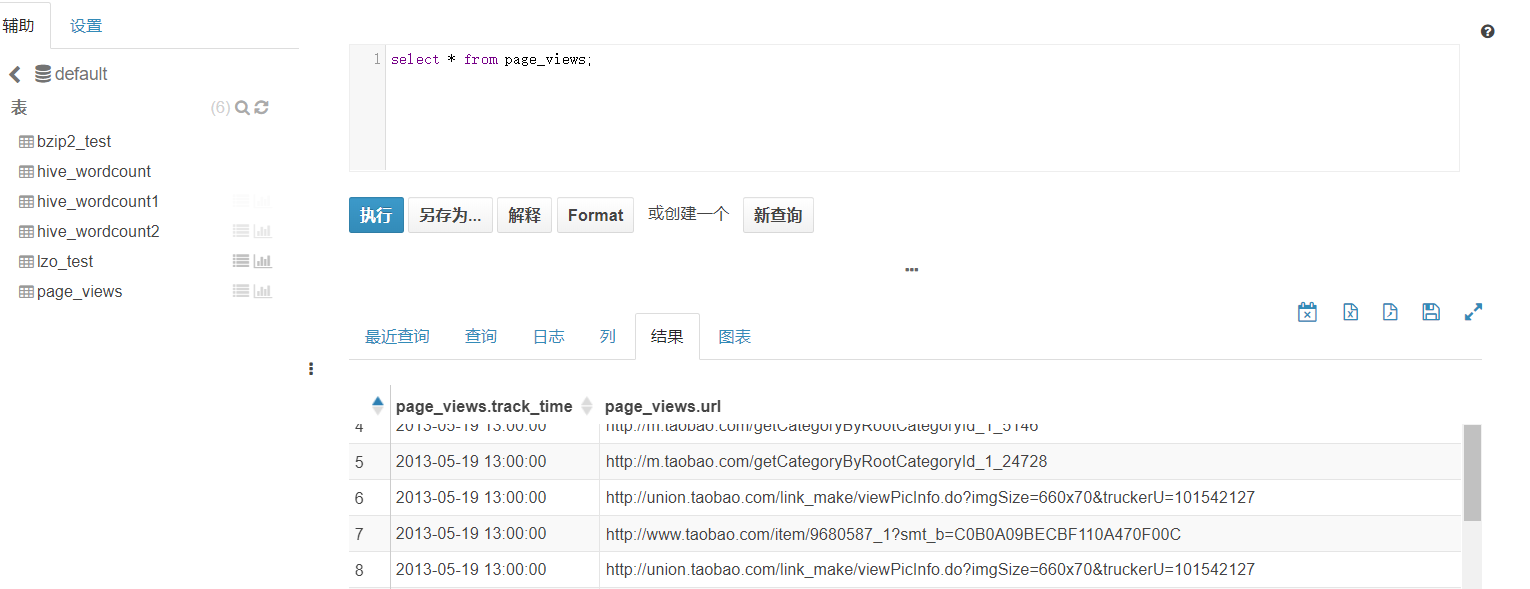 辅助 设置
default
表 (6)
bzip2_test
hive_wordcount
hive_wordcount1
hive_wordcount2
lzo_test
page_views
1 select * from page_views;
执行 另存为... 解释 Format 或创建一个 新查询
最近查询 查询 日志 列 结果 图表
page_views.track_time page_views.url
4 2013-05-19 13:00:00 http://m.taobao.com/getCategoryByRootCategoryId_1_5146
5 2013-05-19 13:00:00 http://m.taobao.com/getCategoryByRootCategoryId_1_24728
6 2013-05-19 13:00:00 http://union.taobao.com/link_make/viewPicInfo.do?imgSize=660x70&truckerU=101542127
7 2013-05-19 13:00:00 http://www.taobao.com/item/9680587_1?smt_b=C0B0A09BECBF110A470F00C
8 2013-05-19 13:00:00 http://union.taobao.com/link_make/viewPicInfo.do?imgSize=660x70&truckerU=101542127